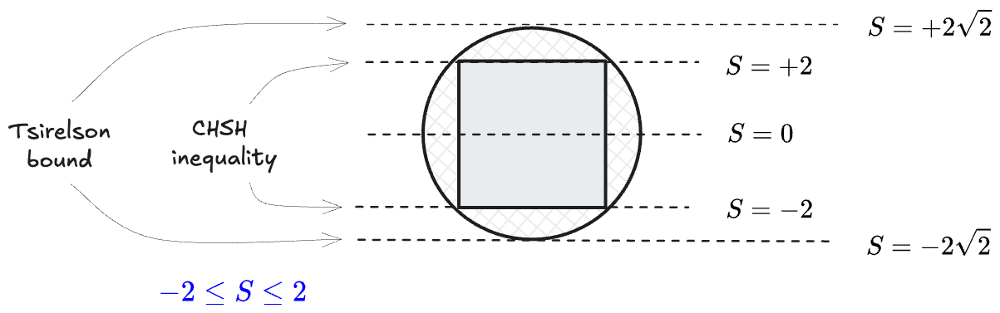 S = +2√2
S = +2
Tsirelson
bound
CHSH
inequality
S = 0
S = −2
S = −2√2
−2 ≤ S ≤ 2